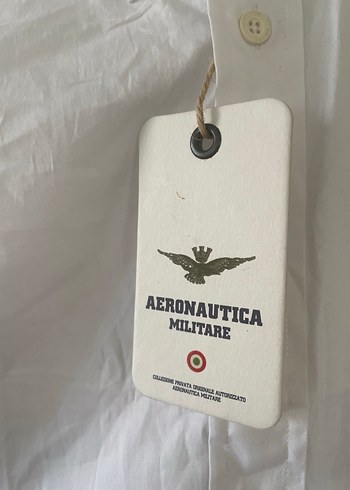 AERONAUTICA
MILITARE
COLLEZIONE PRIVATA ORIGINALE AUTORIZZATO
AERONAUTICA MILITARE